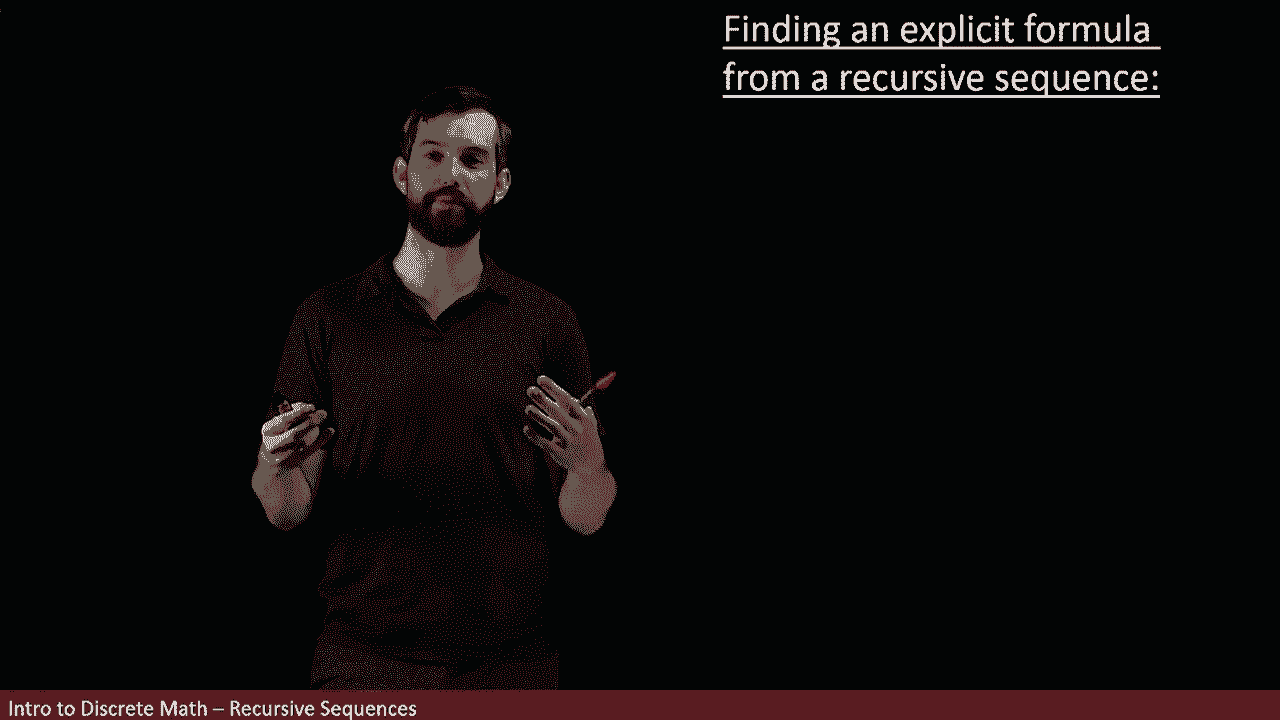 Finding an explicit formula
from a recursive sequence:
Intro to Discrete Math – Recursive Sequences